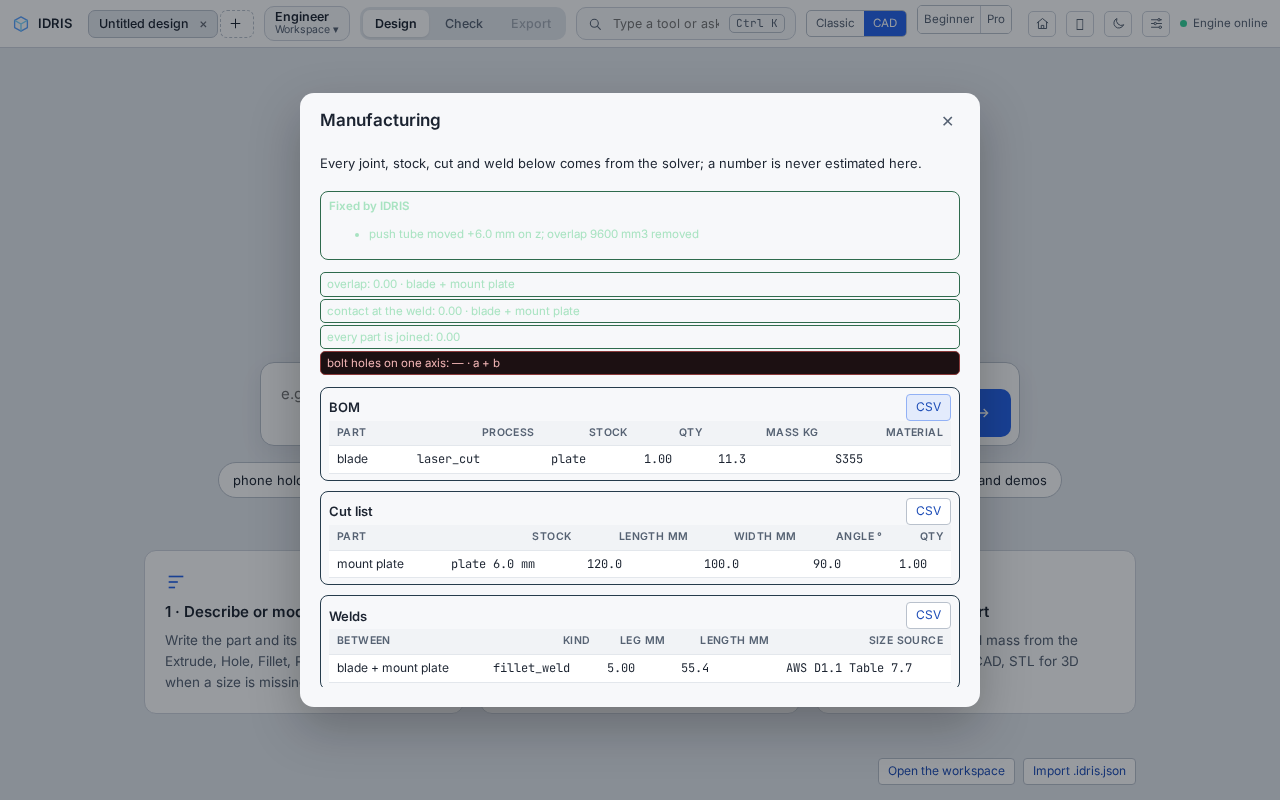 IDRIS
Untitled design ×
+
Engineer
Workspace ▾
Design
Check
Export
Type a tool or ask
Ctrl K
Classic
CAD
Beginner
Pro
Engine online
Manufacturing
×
Every joint, stock, cut and weld below comes from the solver; a number is never estimated here.
Fixed by IDRIS
• push tube moved +6.0 mm on z; overlap 9600 mm3 removed
overlap: 0.00 · blade + mount plate
contact at the weld: 0.00 · blade + mount plate
every part is joined: 0.00
bolt holes on one axis: — · a + b
e.g
→
BOM
CSV
PART PROCESS STOCK QTY MASS KG MATERIAL
blade laser_cut plate 1.00 11.3 S355
phone hold
and demos
Cut list
CSV
PART STOCK LENGTH MM WIDTH MM ANGLE ° QTY
mount plate plate 6.0 mm 120.0 100.0 90.0 1.00
Welds
CSV
BETWEEN KIND LEG MM LENGTH MM SIZE SOURCE
blade + mount plate fillet_weld 5.00 55.4 AWS D1.1 Table 7.7
1 · Describe or mod
Write the part and its
Extrude, Hole, Fillet, P
when a size is missin
rt
mass from the
CAD, STL for 3D
Open the workspace
Import .idris.json